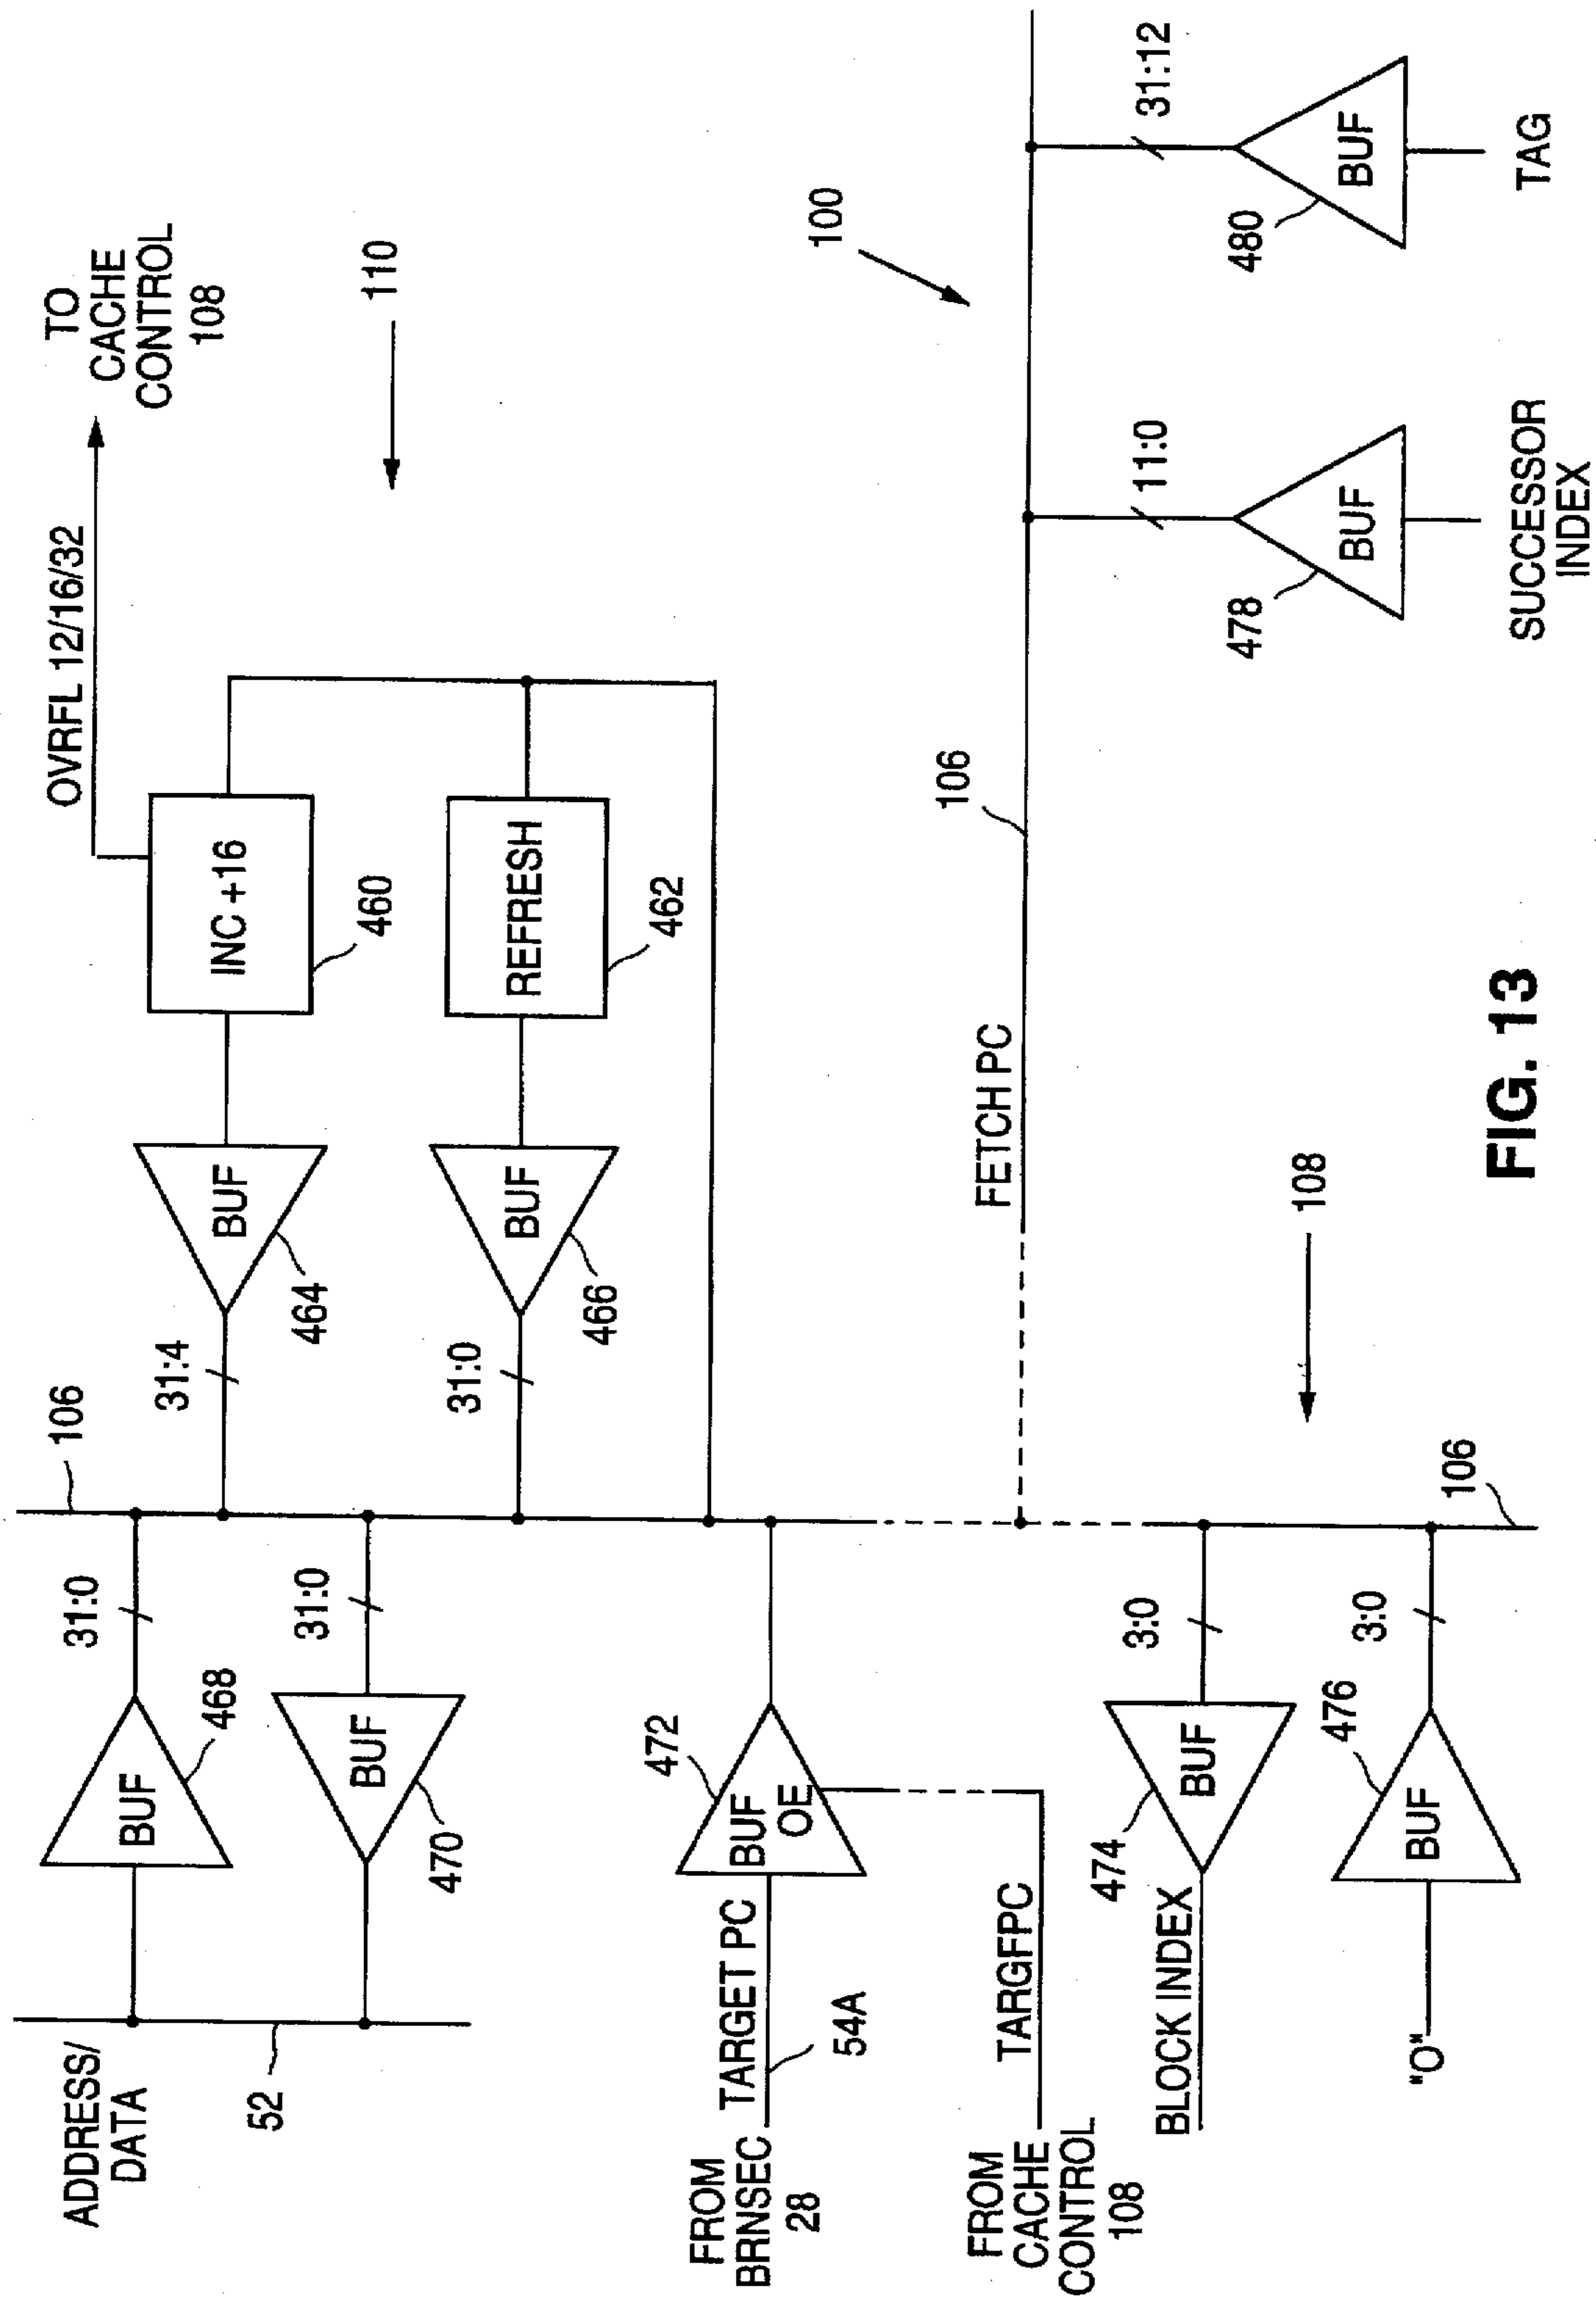 ADDRESS/
DATA
52
BUF
468
31:0
BUF
470
31:0
106
31:4
BUF
464
INC +16
460
OVRFL 12/16/32
TO
CACHE
CONTROL
108
31:0
BUF
466
REFRESH
462
110
FROM
BRNSEC
28
TARGET PC
54A
BUF
OE
472
FROM
CACHE
CONTROL
108
TARGFPC
FETCH PC
106
100
11:0
BUF
478
SUCCESSOR
INDEX
31:12
BUF
480
TAG
BLOCK INDEX
BUF
474
3:0
"O"
BUF
476
3:0
106
108
FIG. 13